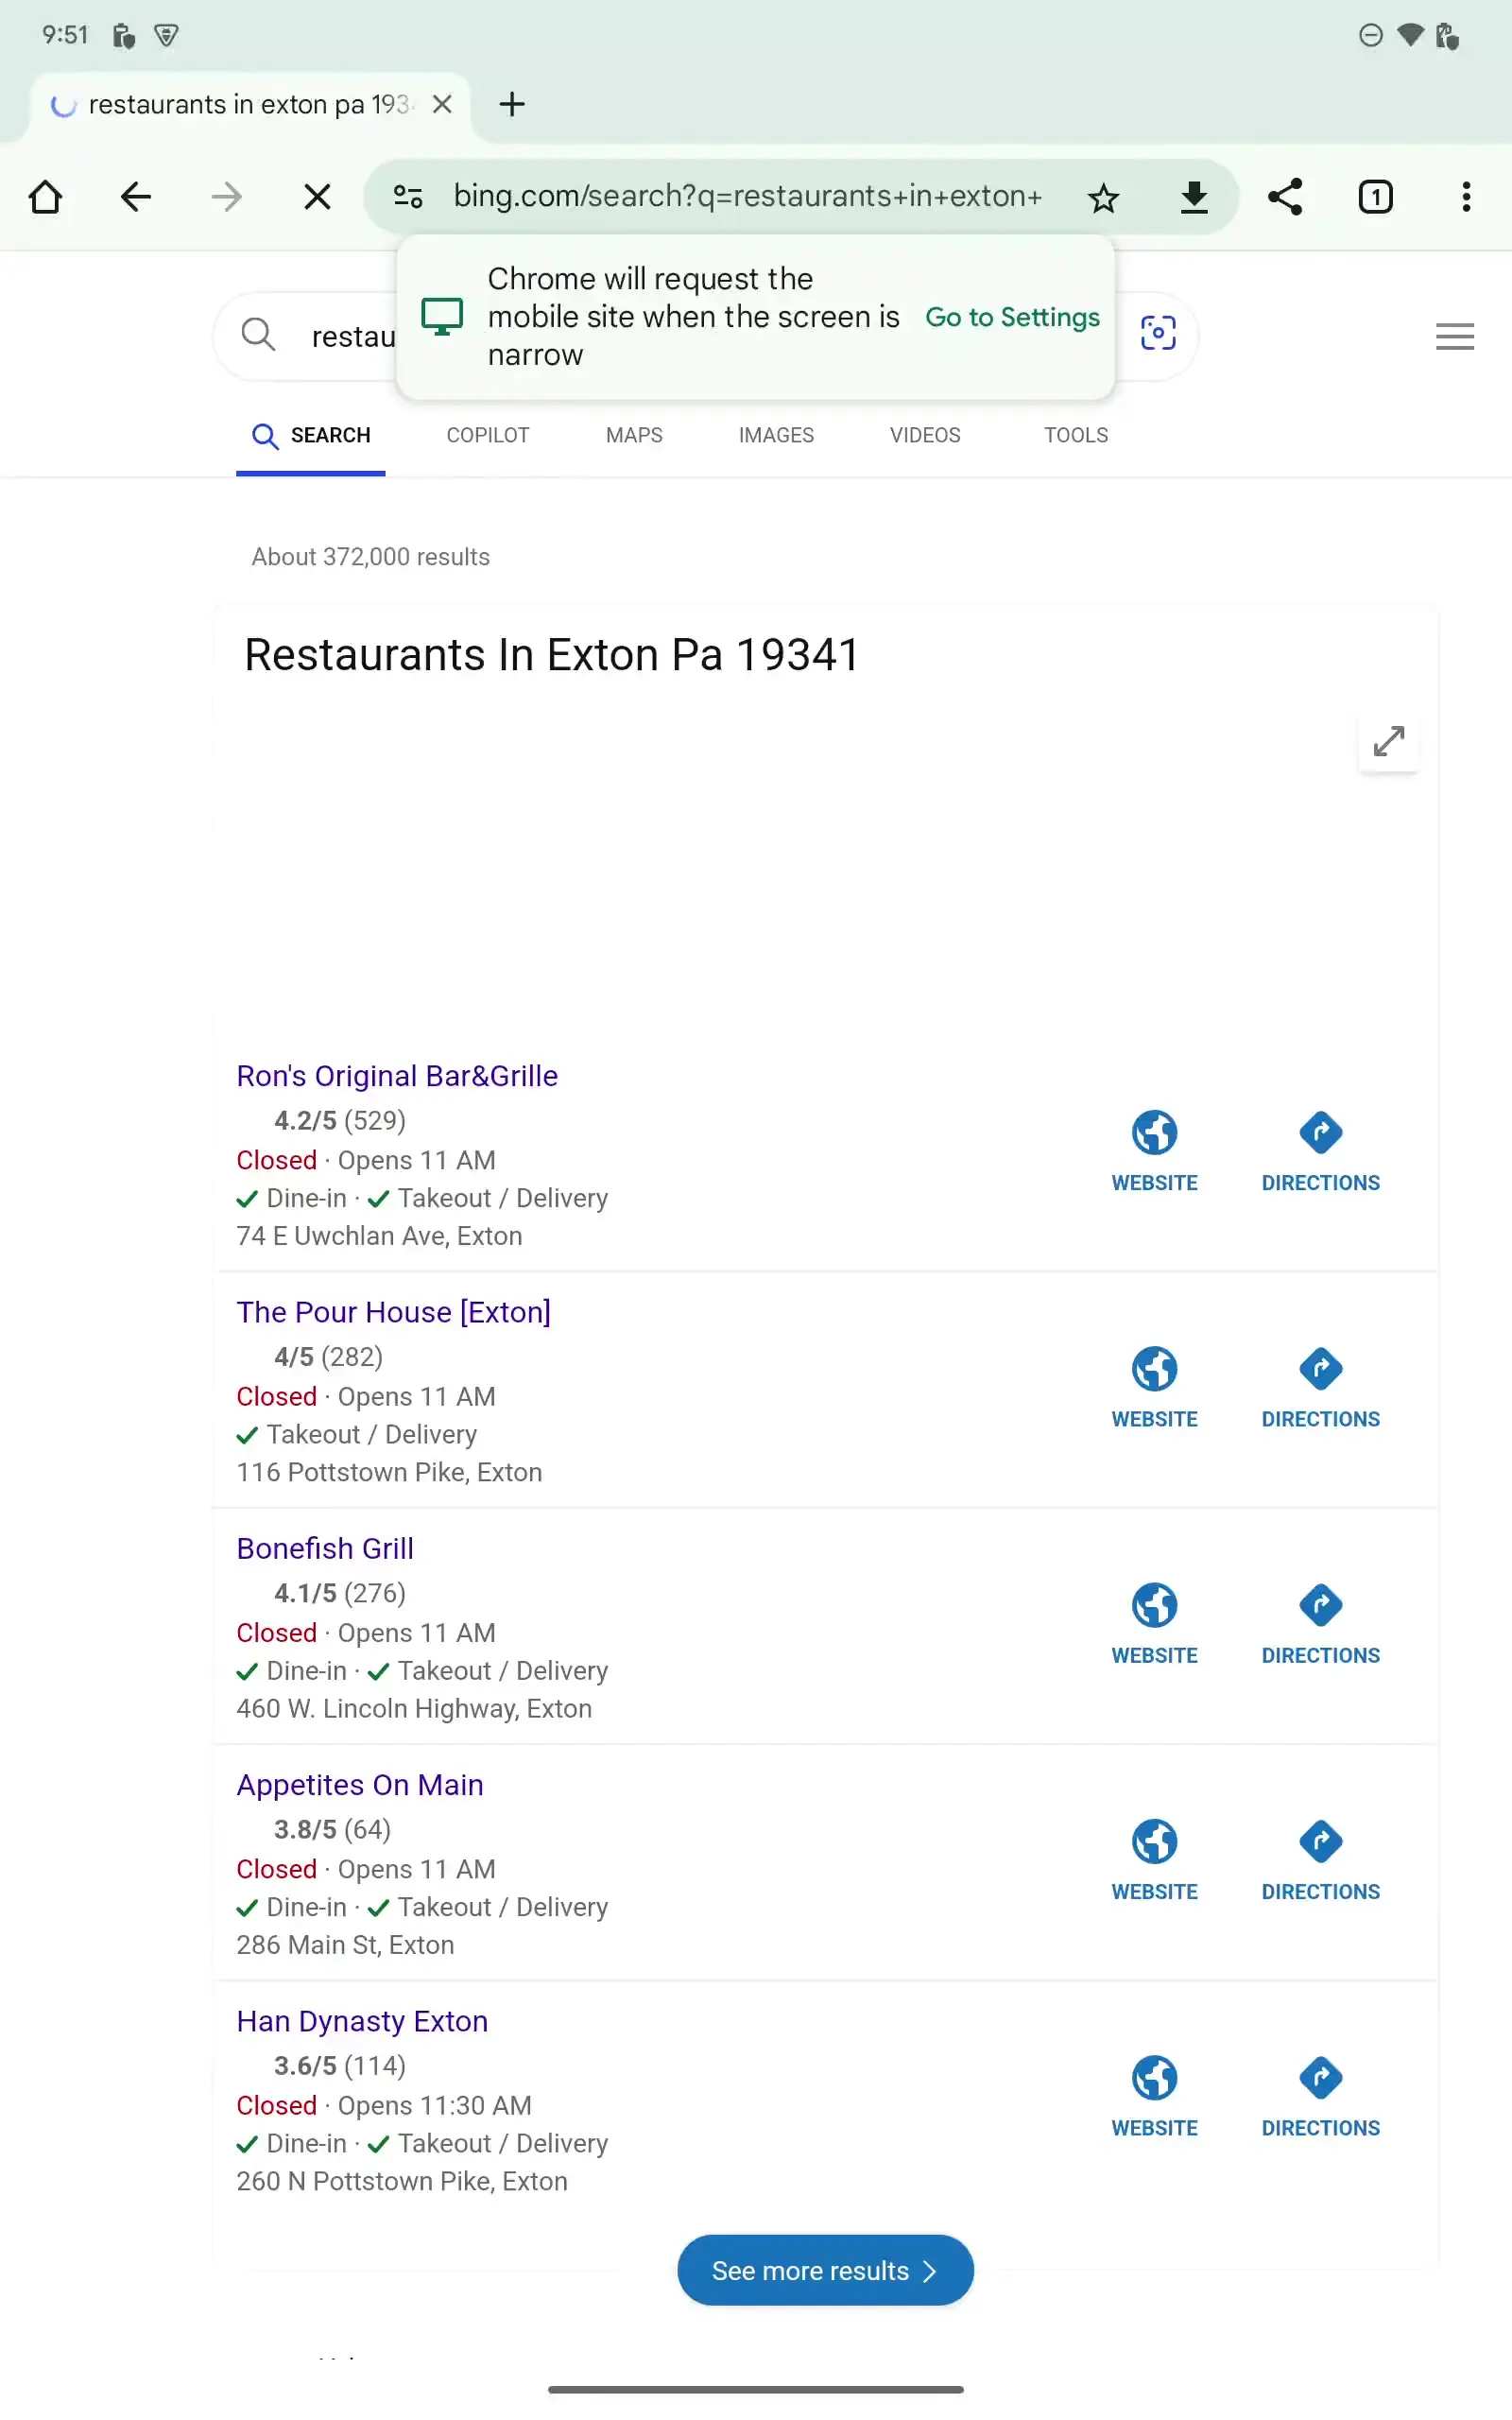 9:51
restaurants in exton pa 193
bing.com/search?q=restaurants+in+exton+
1
Chrome will request the
mobile site when the screen is
narrow
Go to Settings
restau
SEARCH COPILOT MAPS IMAGES VIDEOS TOOLS
About 372,000 results
Restaurants In Exton Pa 19341
Ron's Original Bar&Grille
4.2/5 (529)
Closed · Opens 11 AM
Dine-in · Takeout / Delivery
74 E Uwchlan Ave, Exton
WEBSITE DIRECTIONS
The Pour House [Exton]
4/5 (282)
Closed · Opens 11 AM
Takeout / Delivery
116 Pottstown Pike, Exton
WEBSITE DIRECTIONS
Bonefish Grill
4.1/5 (276)
Closed · Opens 11 AM
Dine-in · Takeout / Delivery
460 W. Lincoln Highway, Exton
WEBSITE DIRECTIONS
Appetites On Main
3.8/5 (64)
Closed · Opens 11 AM
Dine-in · Takeout / Delivery
286 Main St, Exton
WEBSITE DIRECTIONS
Han Dynasty Exton
3.6/5 (114)
Closed · Opens 11:30 AM
Dine-in · Takeout / Delivery
260 N Pottstown Pike, Exton
WEBSITE DIRECTIONS
See more results